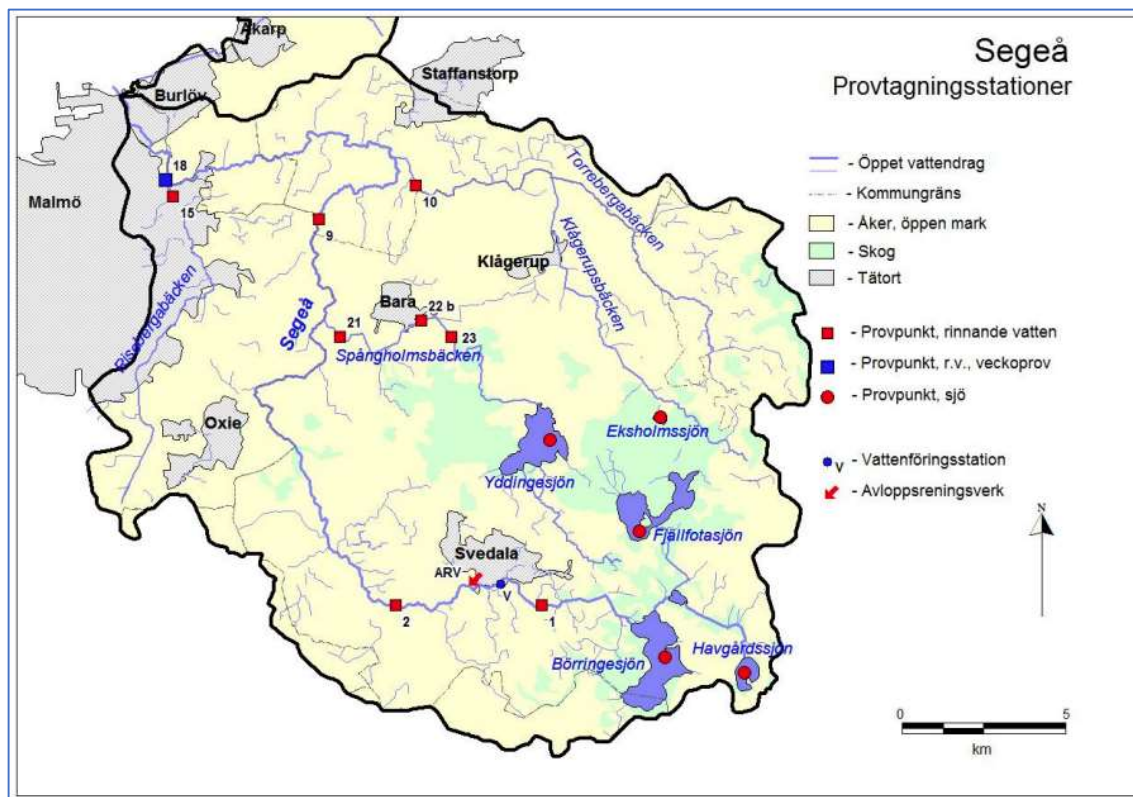 Segeå
Provtagningsstationer
- Öppet vattendrag
- Kommungräns
- Åker, öppen mark
- Skog
- Tätort
- Provpunkt, rinnande vatten
- Provpunkt, r.v., veckoprov
- Provpunkt, sjö
V - Vattenföringsstation
- Avloppsreningsverk
N
0 5
km
Åkarp
Staffanstorp
Burlöv
Malmö
18
15
10
9
Torrebergabäcken
Klågerup
Klågerupsbäcken
Risebergabäcken
Segeå
Bara
22 b
21
23
Spångholmsbäcken
Oxie
Eksholmssjön
Yddingesjön
Fjällfotasjön
Svedala
ARV
V
2
1
Börringesjön
Havgårdssjön